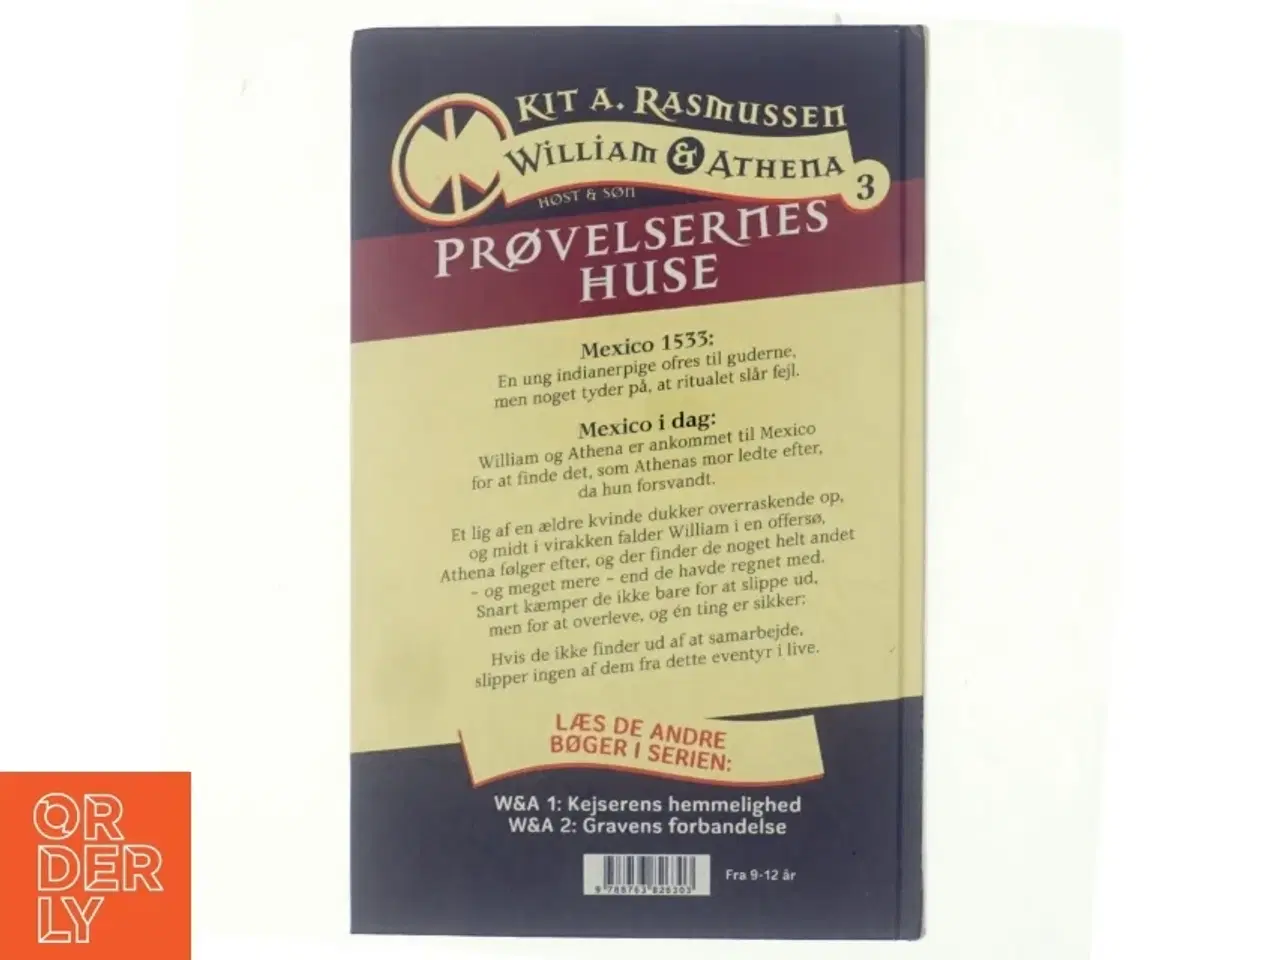 KIT A. RASMUSSEN
WILLIAM & ATHENA
3
HØST & SØN
PRØVELSERNES
HUSE
Mexico 1533:
En ung indianerpige ofres til guderne,
men noget tyder på, at ritualet slår fejl.
Mexico i dag:
William og Athena er ankommet til Mexico
for at finde det, som Athenas mor ledte efter,
da hun forsvandt.
Et lig af en ældre kvinde dukker overraskende op,
og midt i virakken falder William i en offersø,
Athena følger efter, og der finder de noget helt andet
– og meget mere – end de havde regnet med.
Snart kæmper de ikke bare for at slippe ud,
men for at overleve, og én ting er sikker:
Hvis de ikke finder ud af at samarbejde,
slipper ingen af dem fra dette eventyr i live.
LÆS DE ANDRE
BØGER I SERIEN:
W&A 1: Kejserens hemmelighed
W&A 2: Gravens forbandelse
Fra 9-12 år
ORDERLY